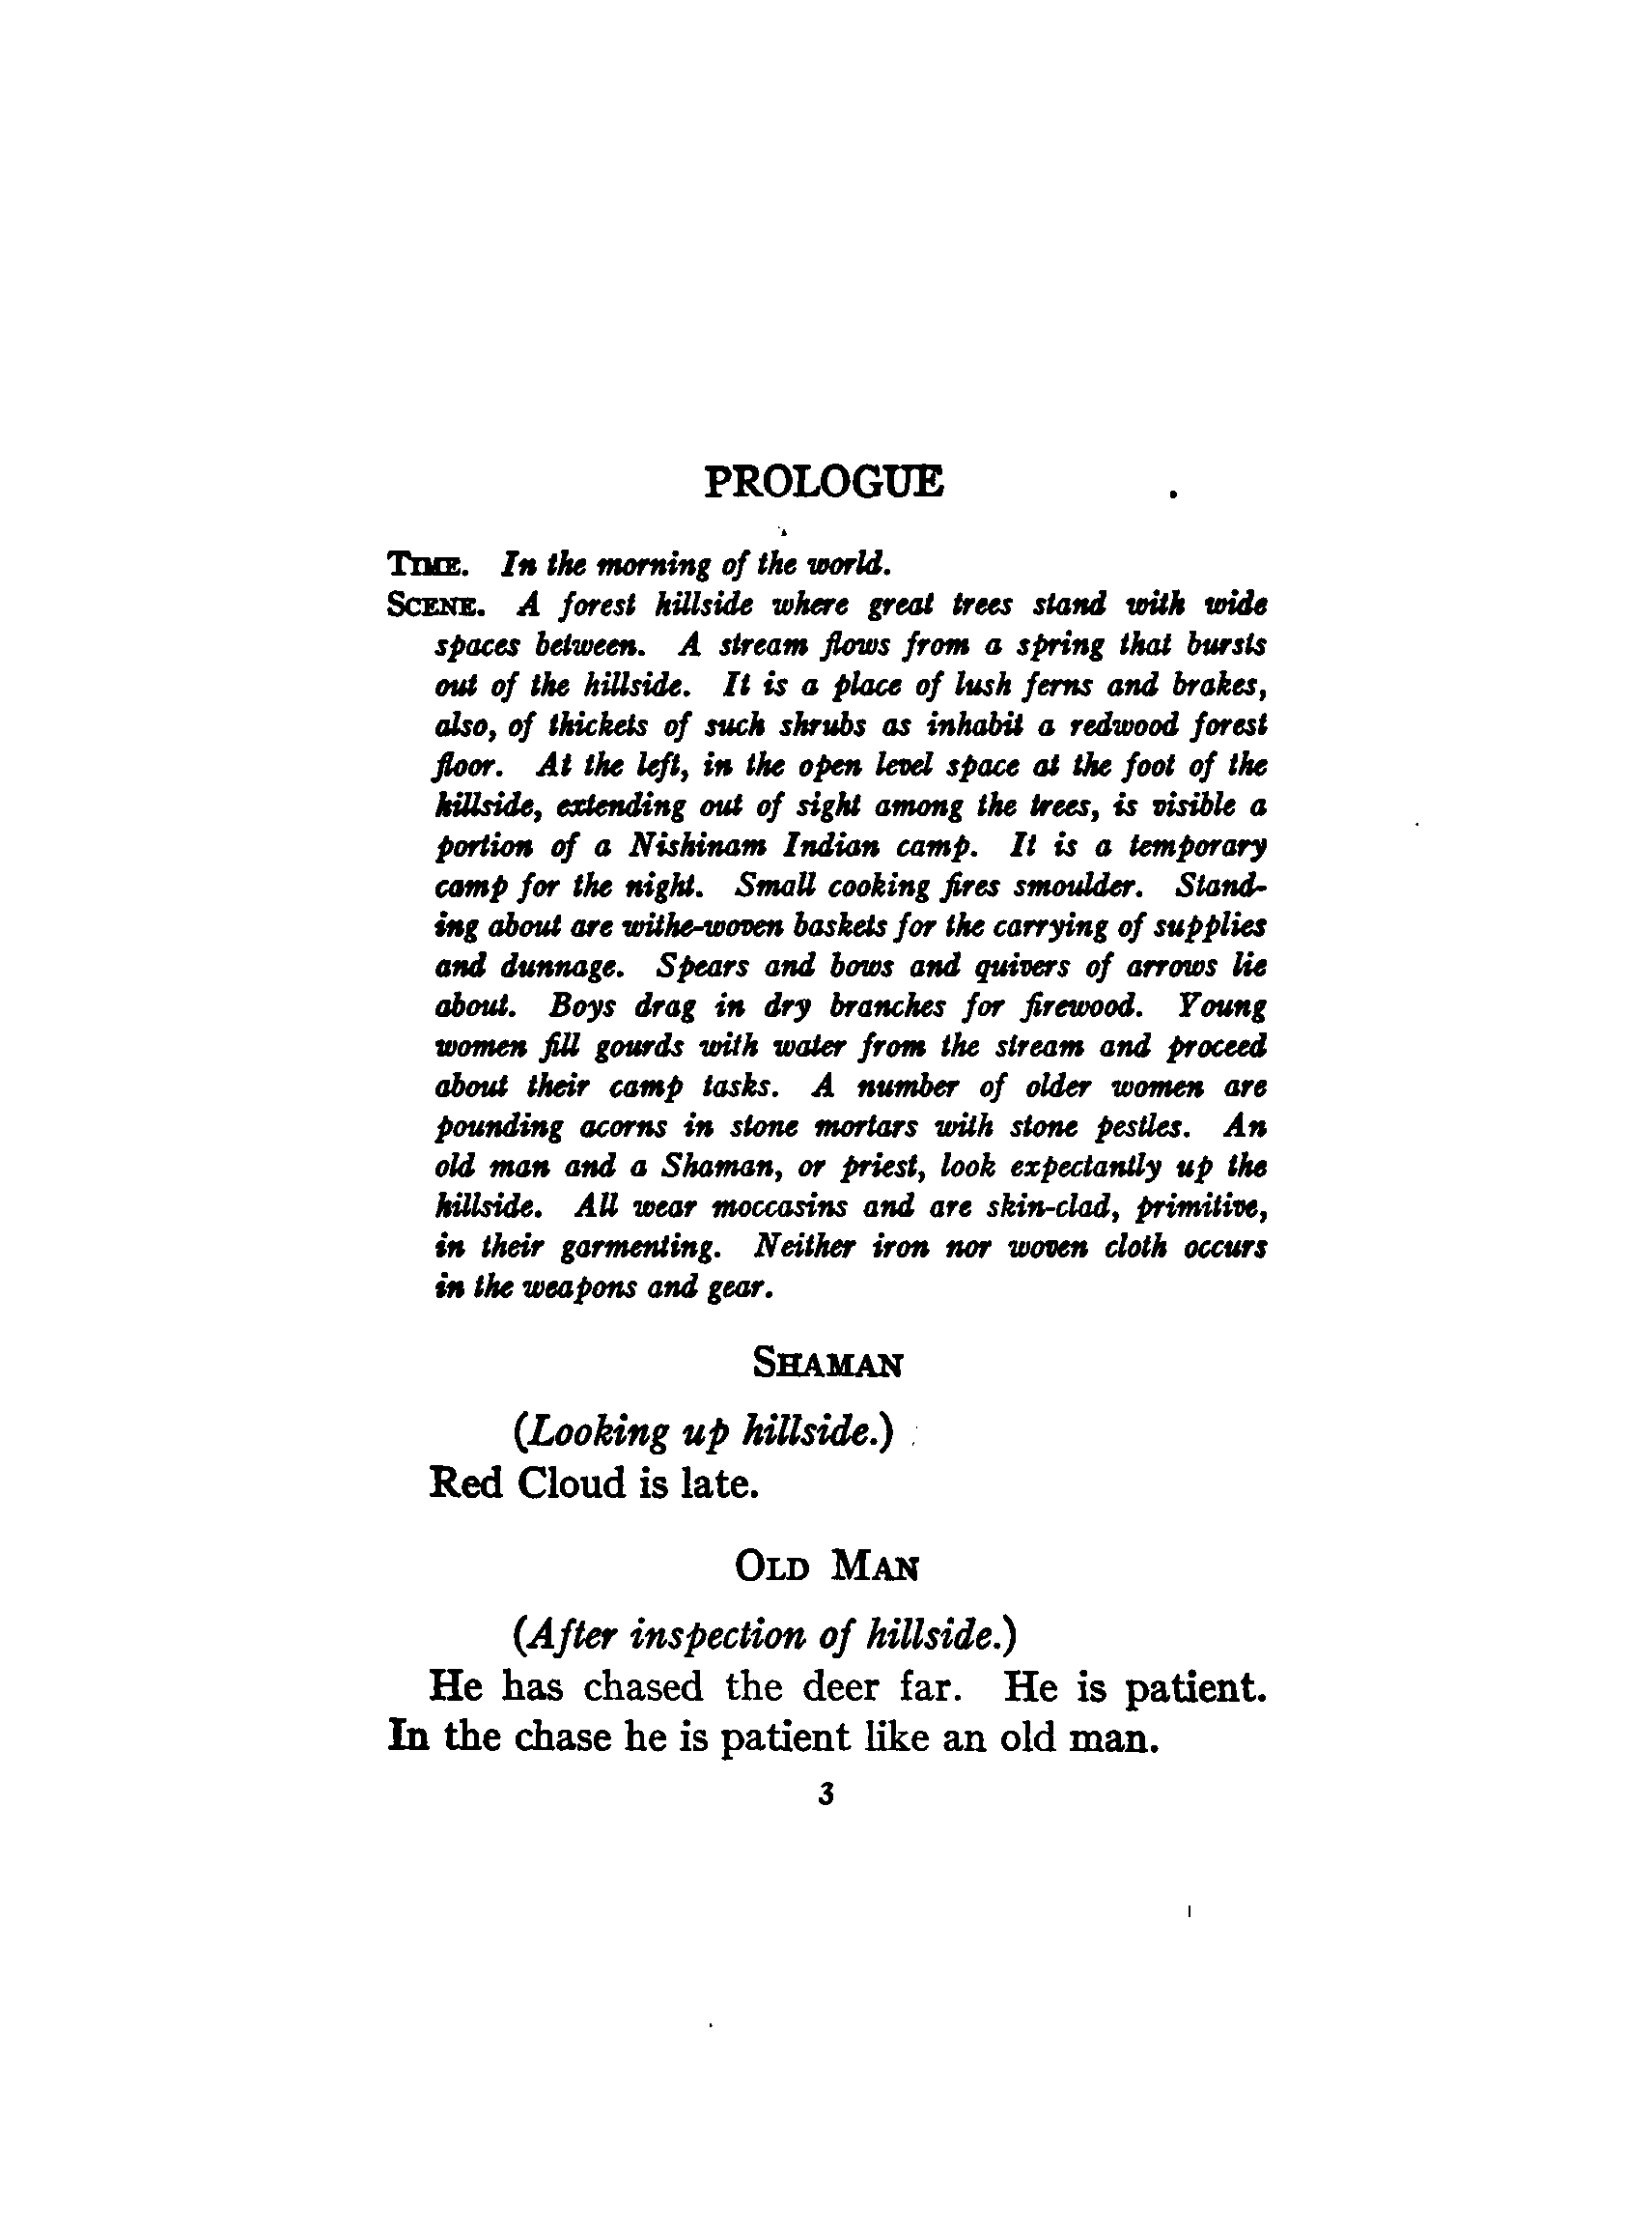 PROLOGUE
TIME. In the morning of the world.
SCENE. A forest hillside where great trees stand with wide
spaces between. A stream flows from a spring that bursts
out of the hillside. It is a place of lush ferns and brakes,
also, of thickets of such shrubs as inhabit a redwood forest
floor. At the left, in the open level space at the foot of the
hillside, extending out of sight among the trees, is visible a
portion of a Nishinam Indian camp. It is a temporary
camp for the night. Small cooking fires smoulder. Stand-
ing about are withe-woven baskets for the carrying of supplies
and dunnage. Spears and bows and quivers of arrows lie
about. Boys drag in dry branches for firewood. Young
women fill gourds with water from the stream and proceed
about their camp tasks. A number of older women are
pounding acorns in stone mortars with stone pestles. An
old man and a Shaman, or priest, look expectantly up the
hillside. All wear moccasins and are skin-clad, primitive,
in their garmenting. Neither iron nor woven cloth occurs
in the weapons and gear.
SHAMAN
(Looking up hillside.)
Red Cloud is late.
OLD MAN
(After inspection of hillside.)
He has chased the deer far. He is patient.
In the chase he is patient like an old man.
3